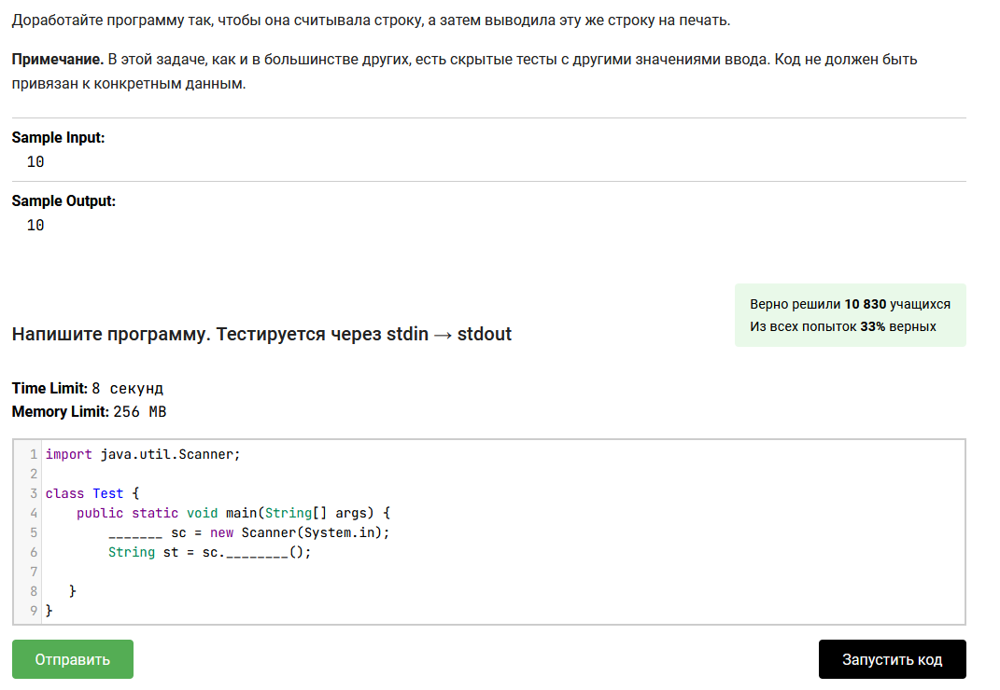 Доработайте программу так, чтобы она считывала строку, а затем выводила эту же строку на печать.
Примечание. В этой задаче, как и в большинстве других, есть скрытые тесты с другими значениями ввода. Код не должен быть
привязан к конкретным данным.
Sample Input:
10
Sample Output:
10
Верно решили 10 830 учащихся
Из всех попыток 33% верных
Напишите программу. Тестируется через stdin → stdout
Time Limit: 8 секунд
Memory Limit: 256 MB
1 import java.util.Scanner;
2
3 class Test {
4     public static void main(String[] args) {
5         _______ sc = new Scanner(System.in);
6         String st = sc.________();
7
8    }
9 }
Отправить
Запустить код